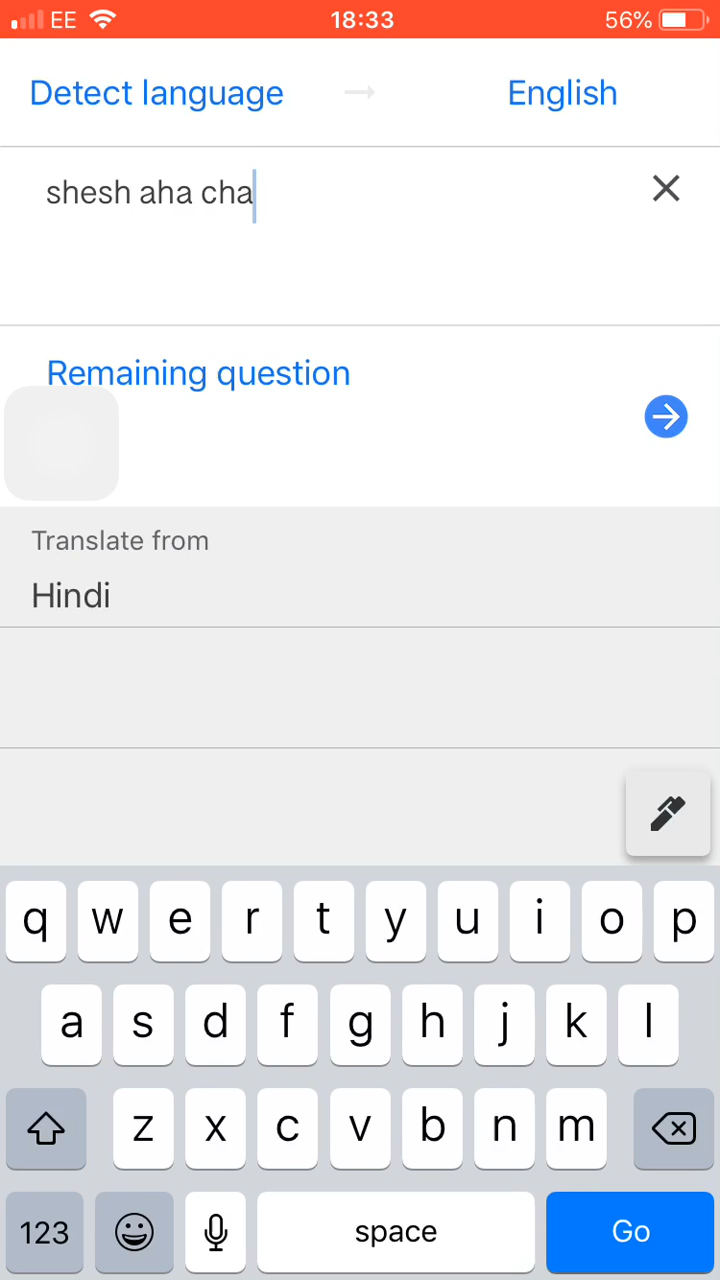 EE 18:33 56%
Detect language → English
shesh aha cha
Remaining question
Translate from
Hindi
q w e r t y u i o p
a s d f g h j k l
z x c v b n m
123 space Go